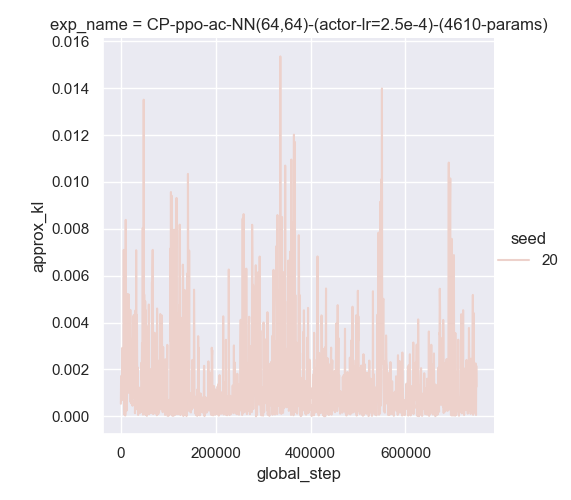 exp_name = CP-ppo-ac-NN(64,64)-(actor-lr=2.5e-4)-(4610-params)
0.016
0.014
0.012
0.010
0.008
0.006
0.004
0.002
0.000
approx_kl
0 200000 400000 600000
global_step
seed
20